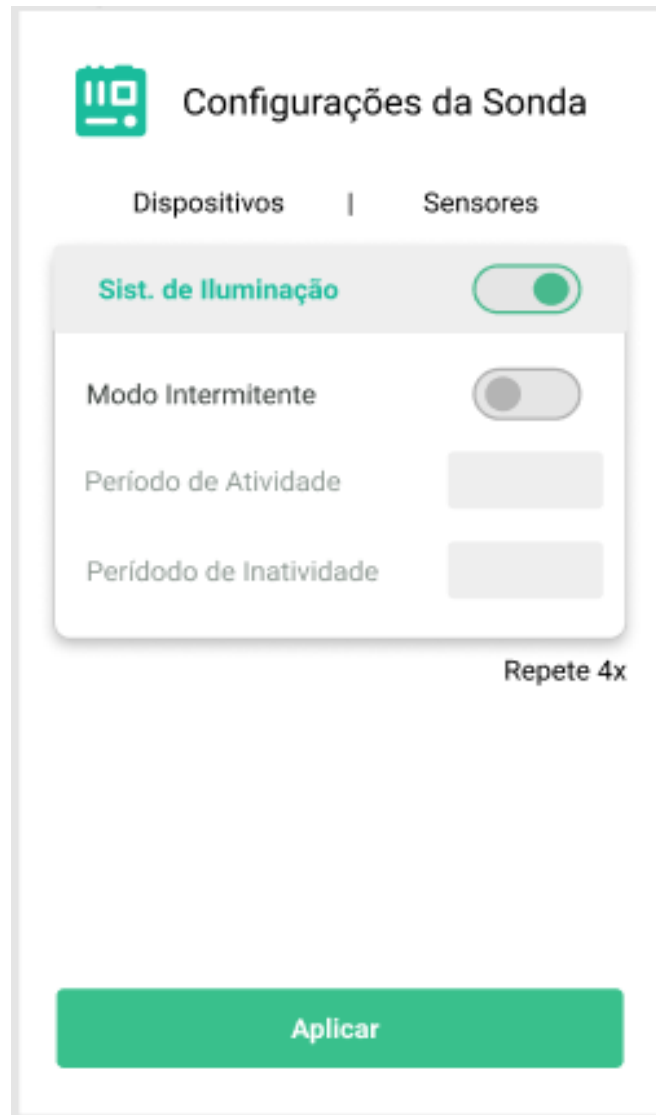 Configurações da Sonda
Dispositivos | Sensores
Sist. de Iluminação
Modo Intermitente
Período de Atividade
Perídodo de Inatividade
Repete 4x
Aplicar